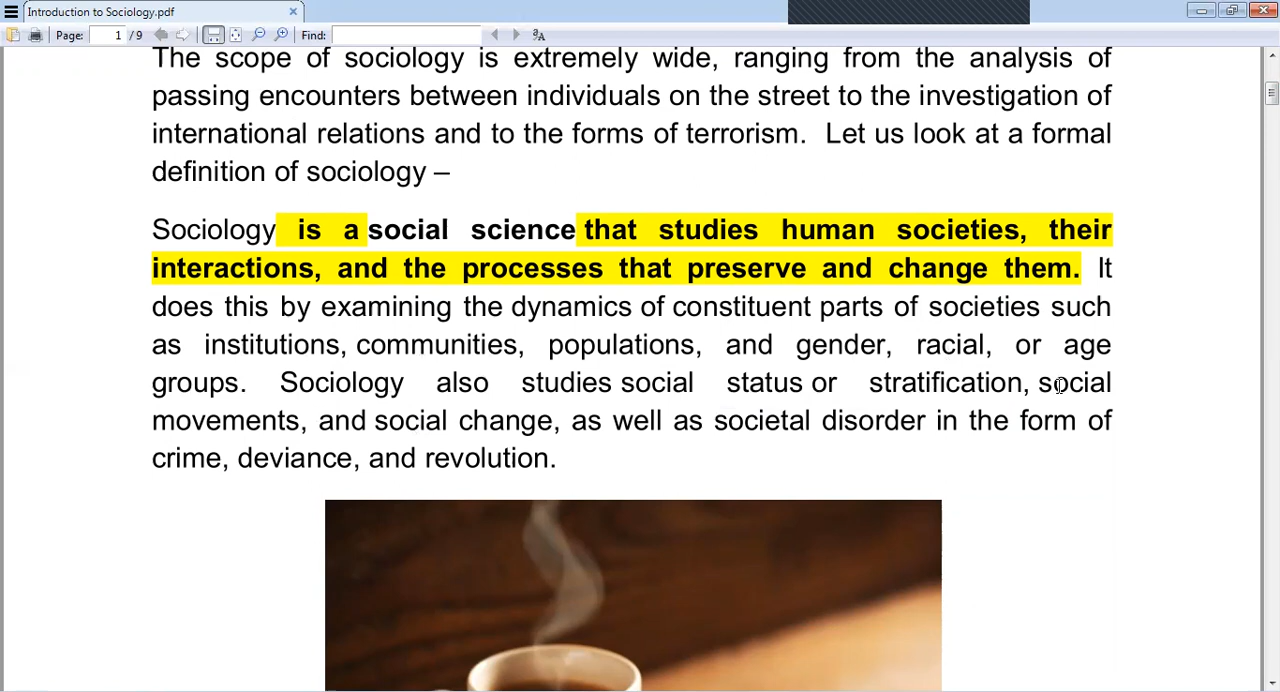 Introduction to Sociology.pdf
Page: 1 / 9 Find:
The scope of sociology is extremely wide, ranging from the analysis of
passing encounters between individuals on the street to the investigation of
international relations and to the forms of terrorism. Let us look at a formal
definition of sociology –
Sociology is a social science that studies human societies, their
interactions, and the processes that preserve and change them. It
does this by examining the dynamics of constituent parts of societies such
as institutions, communities, populations, and gender, racial, or age
groups. Sociology also studies social status or stratification, social
movements, and social change, as well as societal disorder in the form of
crime, deviance, and revolution.